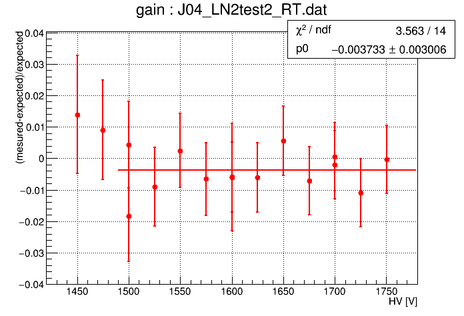 gain : J04_LN2test2_RT.dat
χ² / ndf 3.563 / 14
p0 −0.003733 ± 0.003006
(mesured-expected)/expected
0.04
0.03
0.02
0.01
0
−0.01
−0.02
−0.03
−0.04
1450 1500 1550 1600 1650 1700 1750
HV [V]